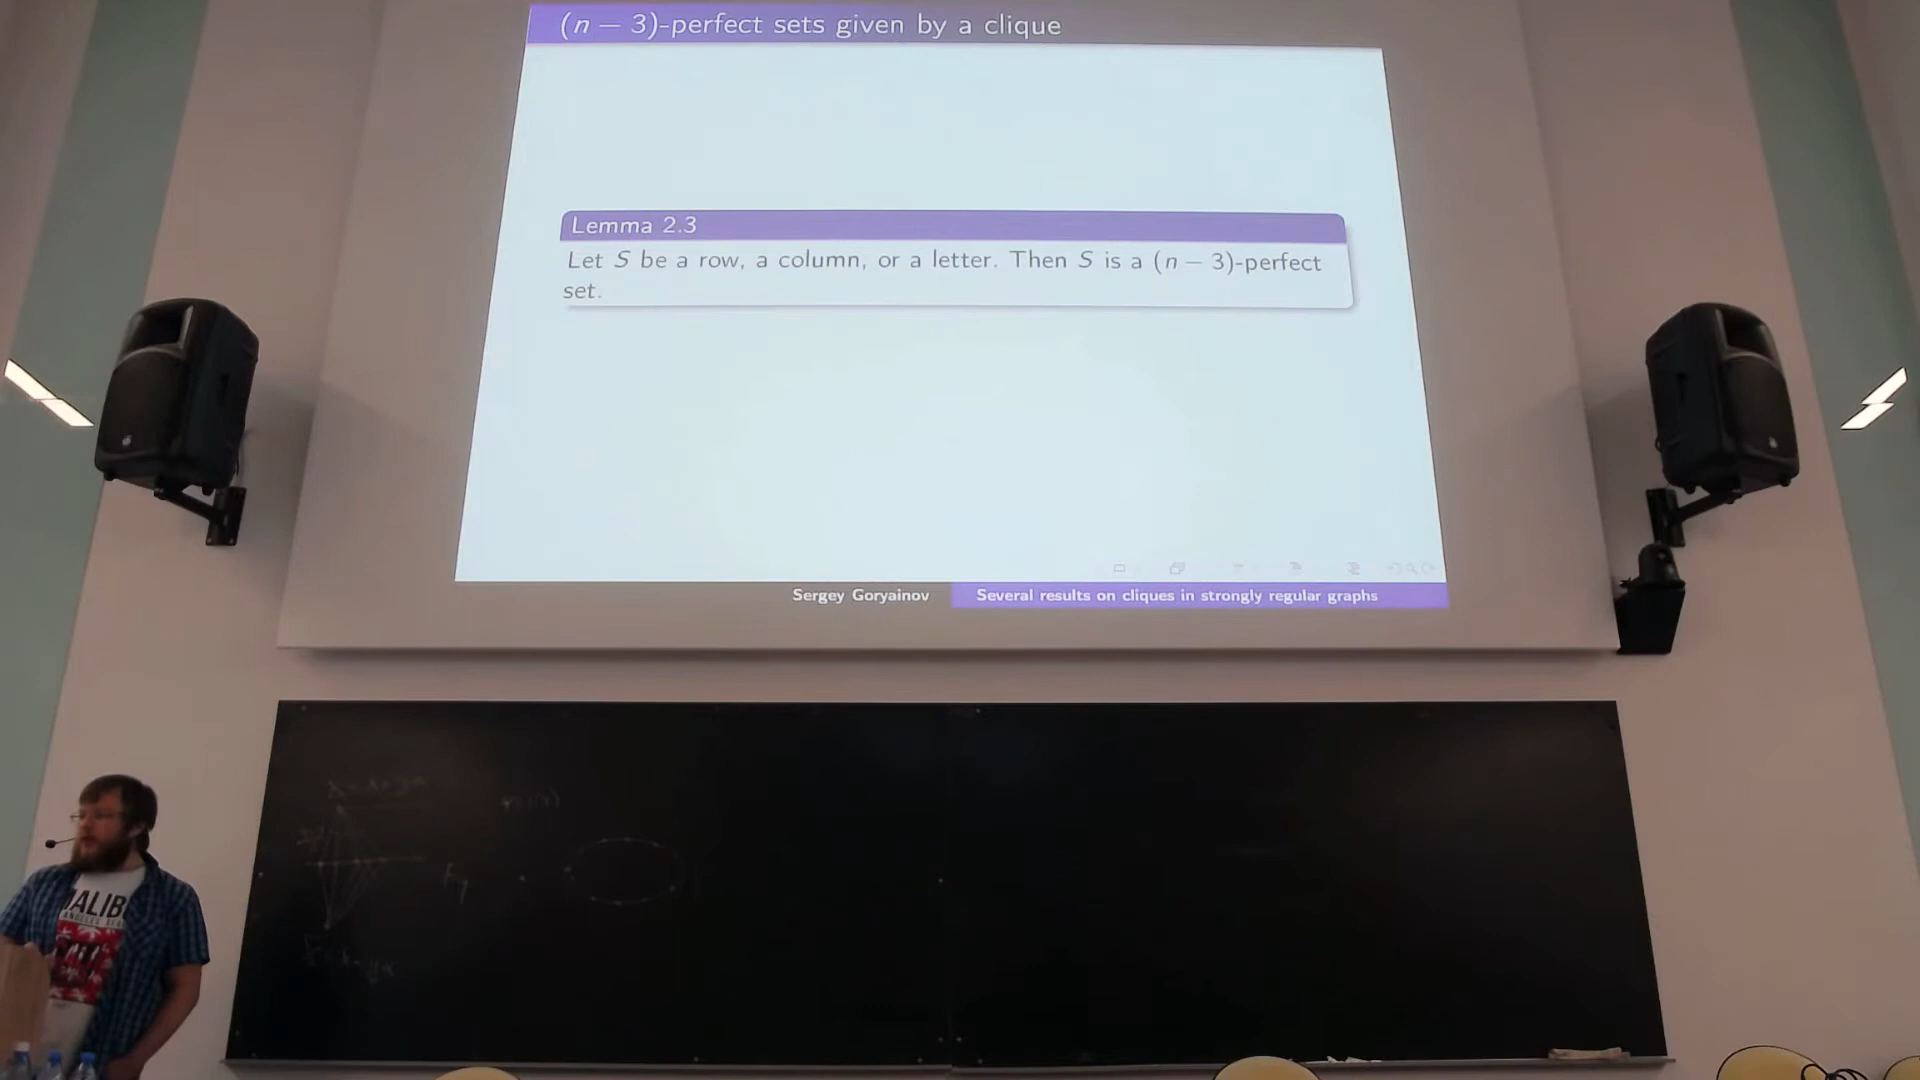 (n − 3)-perfect sets given by a clique
Lemma 2.3
Let S be a row, a column, or a letter. Then S is a (n − 3)-perfect
set.
Sergey Goryainov
Several results on cliques in strongly regular graphs